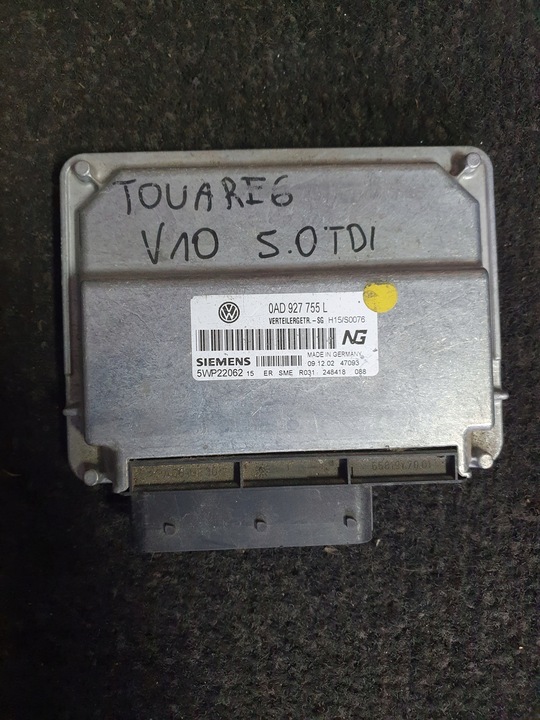 TOUAREG
V10 5.0TDI
0AD 927 755 L
VERTEILERGETR.-SG H15/S0076
NG
SIEMENS
MADE IN GERMANY
09.12.02 47093
5WP22062 15 ER SME R031 248418 088